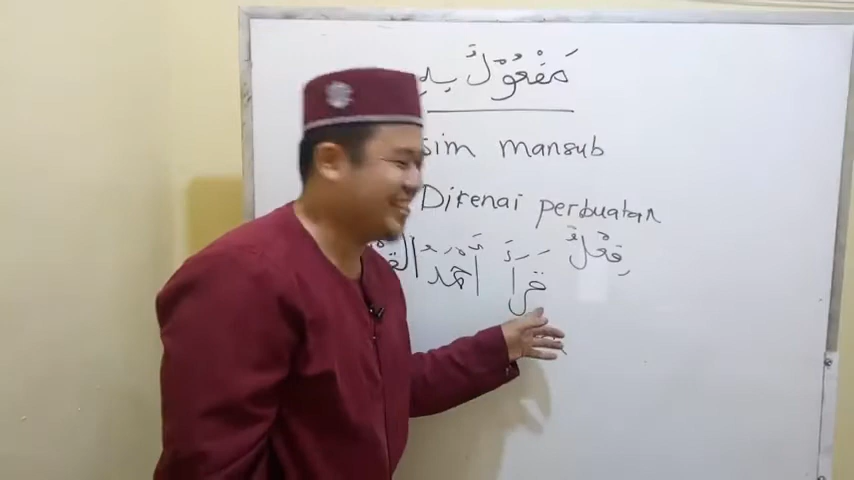 مَفْعُوْلٌ بِهِ
sim mansub
Dikenai perbuatan
فِعْلٌ
قَرَأَ أَحْمَدُ